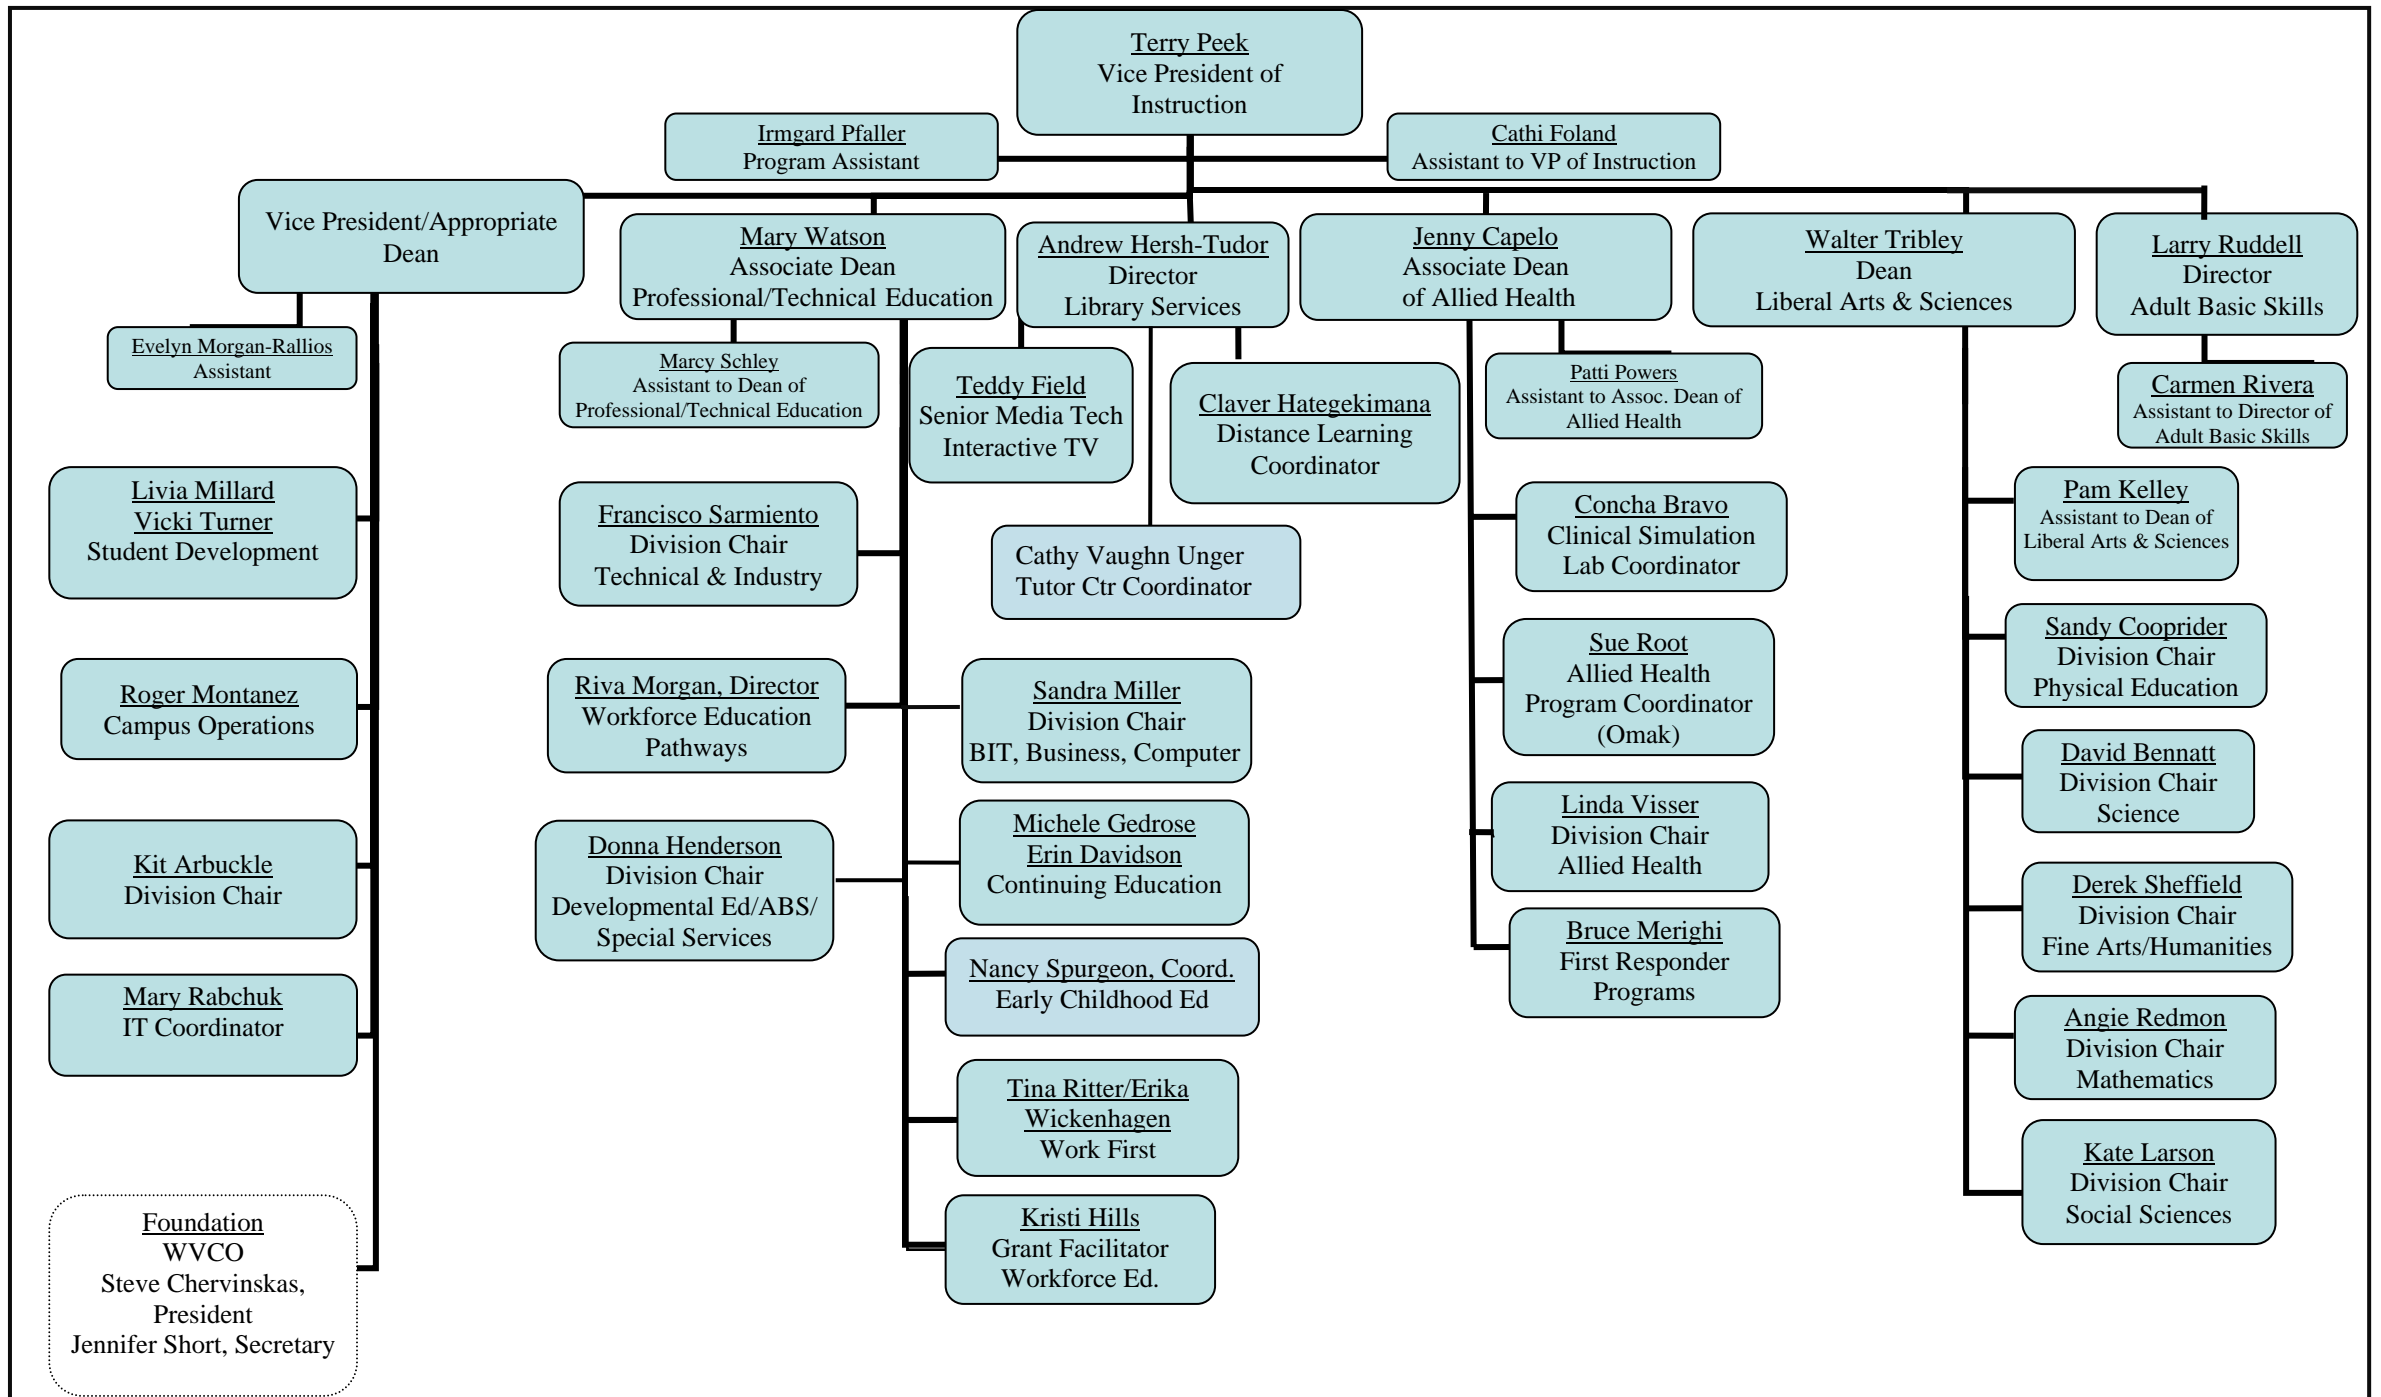 Terry Peek
Vice President of
Instruction
Irmgard Pfaller
Program Assistant
Cathi Foland
Assistant to VP of Instruction
Vice President/Appropriate
Dean
Mary Watson
Associate Dean
Professional/Technical Education
Andrew Hersh-Tudor
Director
Library Services
Jenny Capelo
Associate Dean
of Allied Health
Walter Tribley
Dean
Liberal Arts & Sciences
Larry Ruddell
Director
Adult Basic Skills
Evelyn Morgan-Rallios
Assistant
Livia Millard
Vicki Turner
Student Development
Roger Montanez
Campus Operations
Kit Arbuckle
Division Chair
Mary Rabchuk
IT Coordinator
Foundation
WVCO
Steve Chervinskas,
President
Jennifer Short, Secretary
Marcy Schley
Assistant to Dean of
Professional/Technical Education
Francisco Sarmiento
Division Chair
Technical & Industry
Riva Morgan, Director
Workforce Education
Pathways
Donna Henderson
Division Chair
Developmental Ed/ABS/
Special Services
Sandra Miller
Division Chair
BIT, Business, Computer
Michele Gedrose
Erin Davidson
Continuing Education
Nancy Spurgeon, Coord.
Early Childhood Ed
Tina Ritter/Erika
Wickenhagen
Work First
Kristi Hills
Grant Facilitator
Workforce Ed.
Teddy Field
Senior Media Tech
Interactive TV
Claver Hategekimana
Distance Learning
Coordinator
Cathy Vaughn Unger
Tutor Ctr Coordinator
Patti Powers
Assistant to Assoc. Dean of
Allied Health
Concha Bravo
Clinical Simulation
Lab Coordinator
Sue Root
Allied Health
Program Coordinator
(Omak)
Linda Visser
Division Chair
Allied Health
Bruce Merighi
First Responder
Programs
Pam Kelley
Assistant to Dean of
Liberal Arts & Sciences
Sandy Cooprider
Division Chair
Physical Education
David Bennatt
Division Chair
Science
Derek Sheffield
Division Chair
Fine Arts/Humanities
Angie Redmon
Division Chair
Mathematics
Kate Larson
Division Chair
Social Sciences
Carmen Rivera
Assistant to Director of
Adult Basic Skills